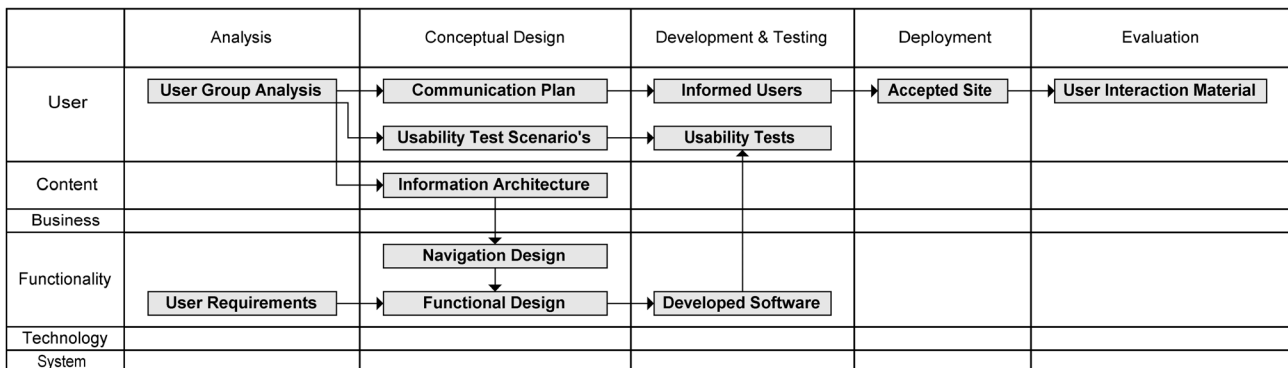 Analysis Conceptual Design Development & Testing Deployment Evaluation
User User Group Analysis Communication Plan Informed Users Accepted Site User Interaction Material
Usability Test Scenario's Usability Tests
Content Information Architecture
Business
Navigation Design
Functionality
User Requirements Functional Design Developed Software
Technology
System